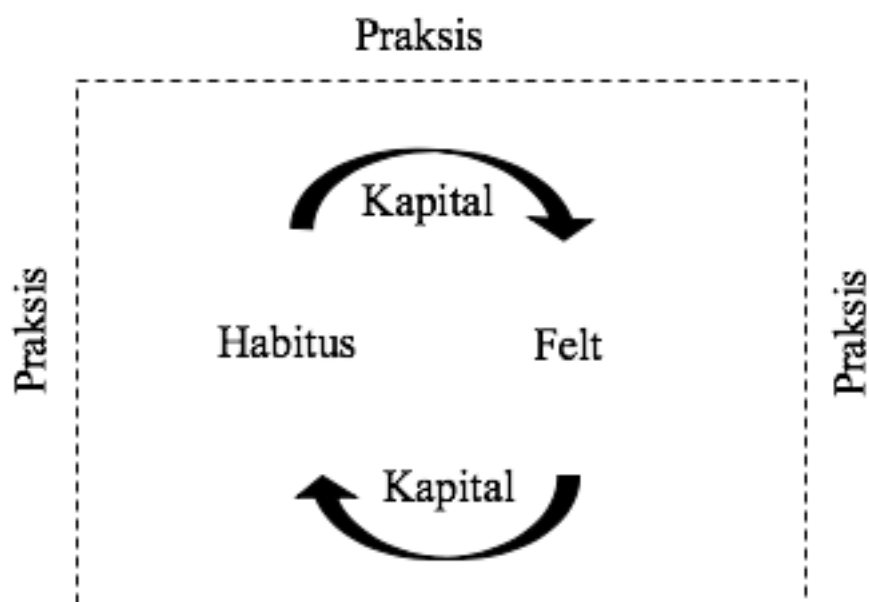 Praksis
Kapital
Praksis
Habitus
Felt
Praksis
Kapital